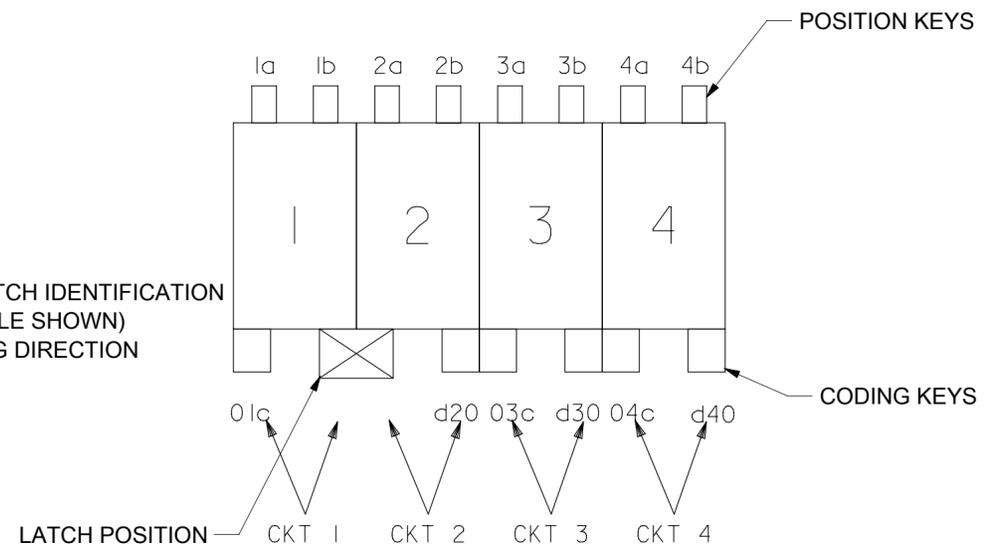 POSITION KEYS
1a 1b 2a 2b 3a 3b 4a 4b
1 2 3 4
TCH IDENTIFICATION
LE SHOWN)
G DIRECTION
CODING KEYS
01c d20 03c d30 04c d40
LATCH POSITION
CKT 1 CKT 2 CKT 3 CKT 4